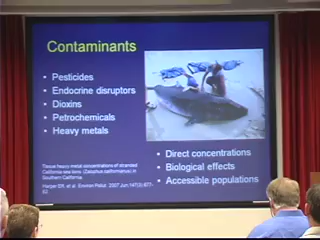 Contaminants
• Pesticides
• Endocrine disruptors
• Dioxins
• Petrochemicals
• Heavy metals
Tissue heavy metal concentrations of stranded
California sea lions (Zalophus californianus) in
Southern California.
Harper ER, et al. Environ Pollut. 2007 Jun;147(3):677-
82
• Direct concentrations
• Biological effects
• Accessible populations